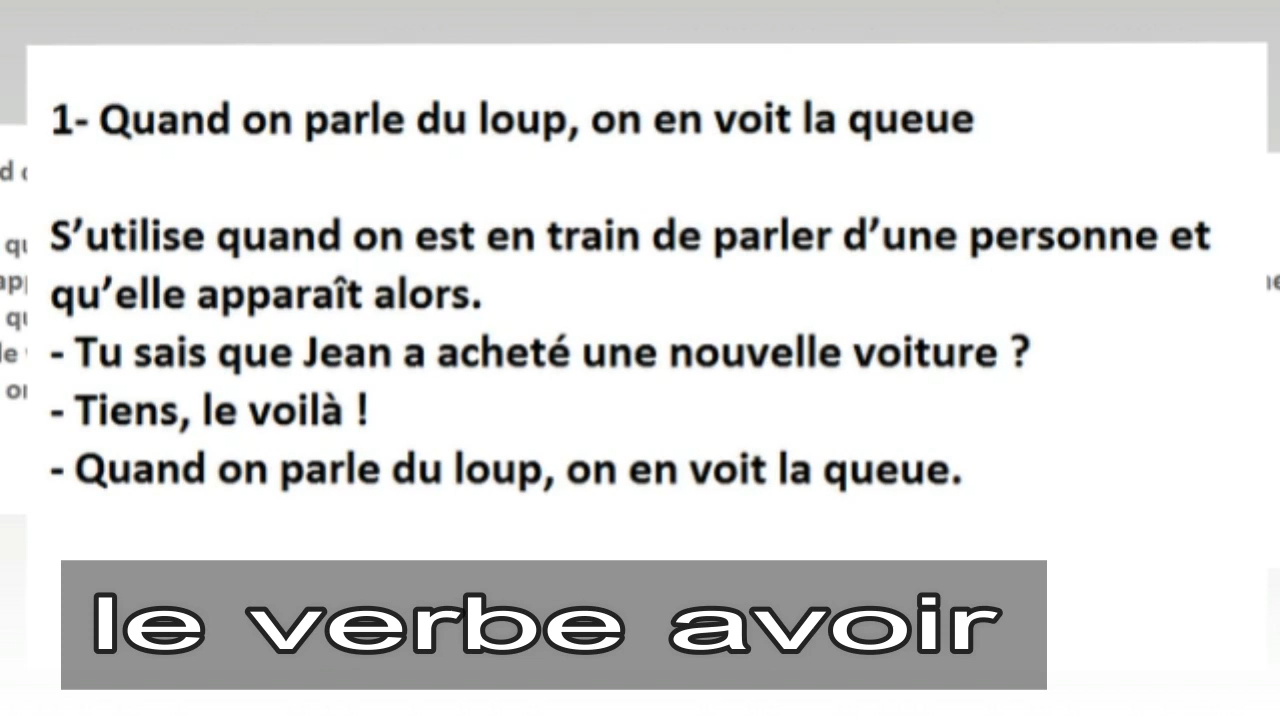 1- Quand on parle du loup, on en voit la queue
S’utilise quand on est en train de parler d’une personne et
qu’elle apparaît alors.
- Tu sais que Jean a acheté une nouvelle voiture ?
- Tiens, le voilà !
- Quand on parle du loup, on en voit la queue.
le verbe avoir